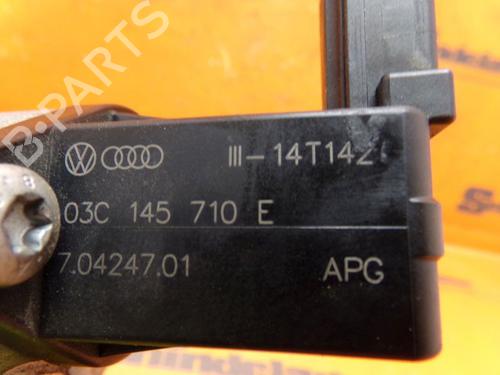 B-PARTS
III-14T142
03C 145 710 E
7.04247.01
APG